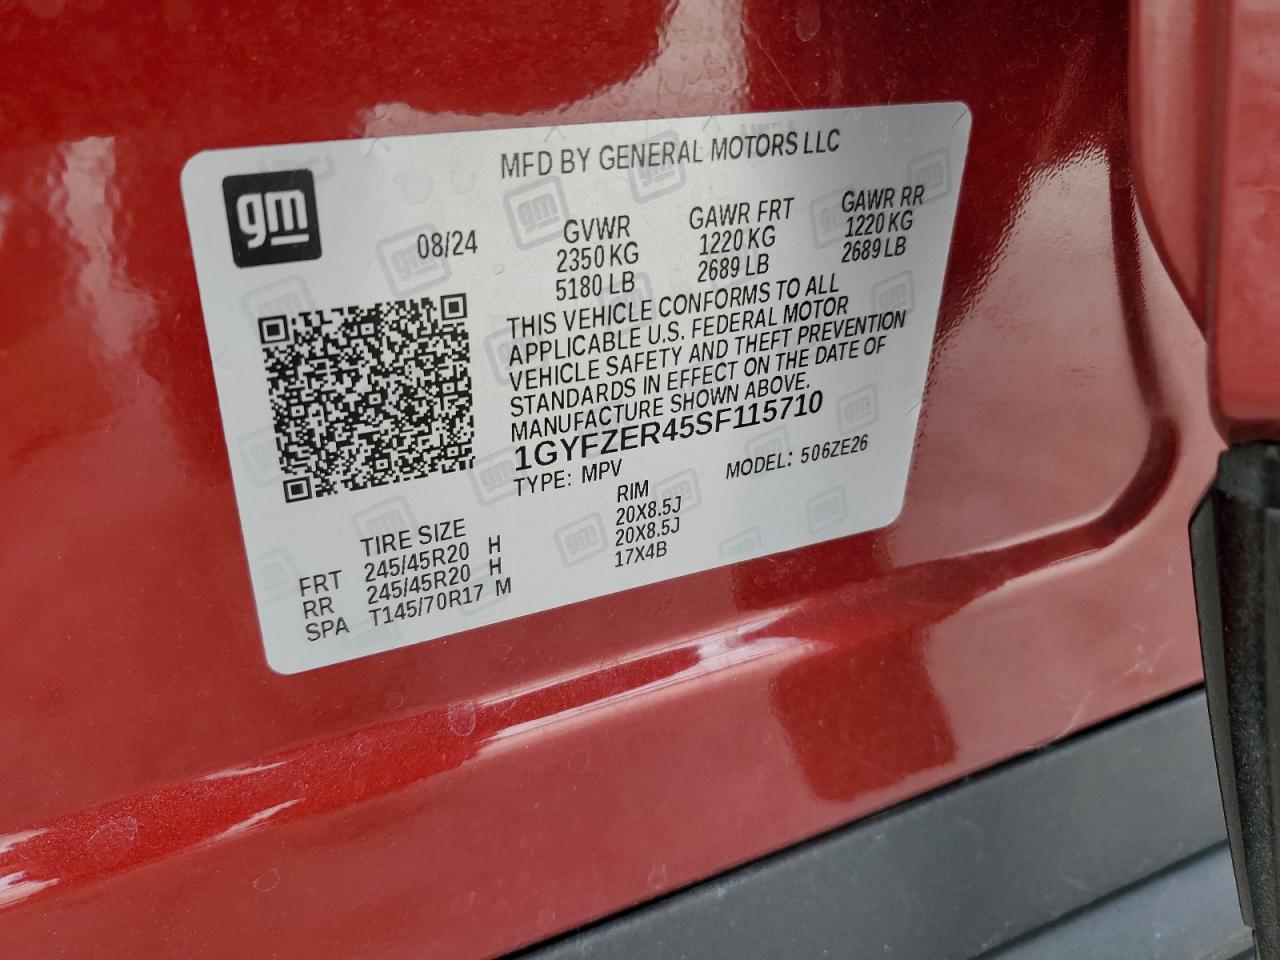 MFD BY GENERAL MOTORS LLC
gm
08/24
GVWR GAWR FRT GAWR RR
2350 KG 1220 KG 1220 KG
5180 LB 2689 LB 2689 LB
THIS VEHICLE CONFORMS TO ALL
APPLICABLE U.S. FEDERAL MOTOR
VEHICLE SAFETY AND THEFT PREVENTION
STANDARDS IN EFFECT ON THE DATE OF
MANUFACTURE SHOWN ABOVE.
1GYFZER45SF115710
TYPE: MPV MODEL: 506ZE26
TIRE SIZE RIM
FRT 245/45R20 H 20X8.5J
RR 245/45R20 H 20X8.5J
SPA T145/70R17 M 17X4B